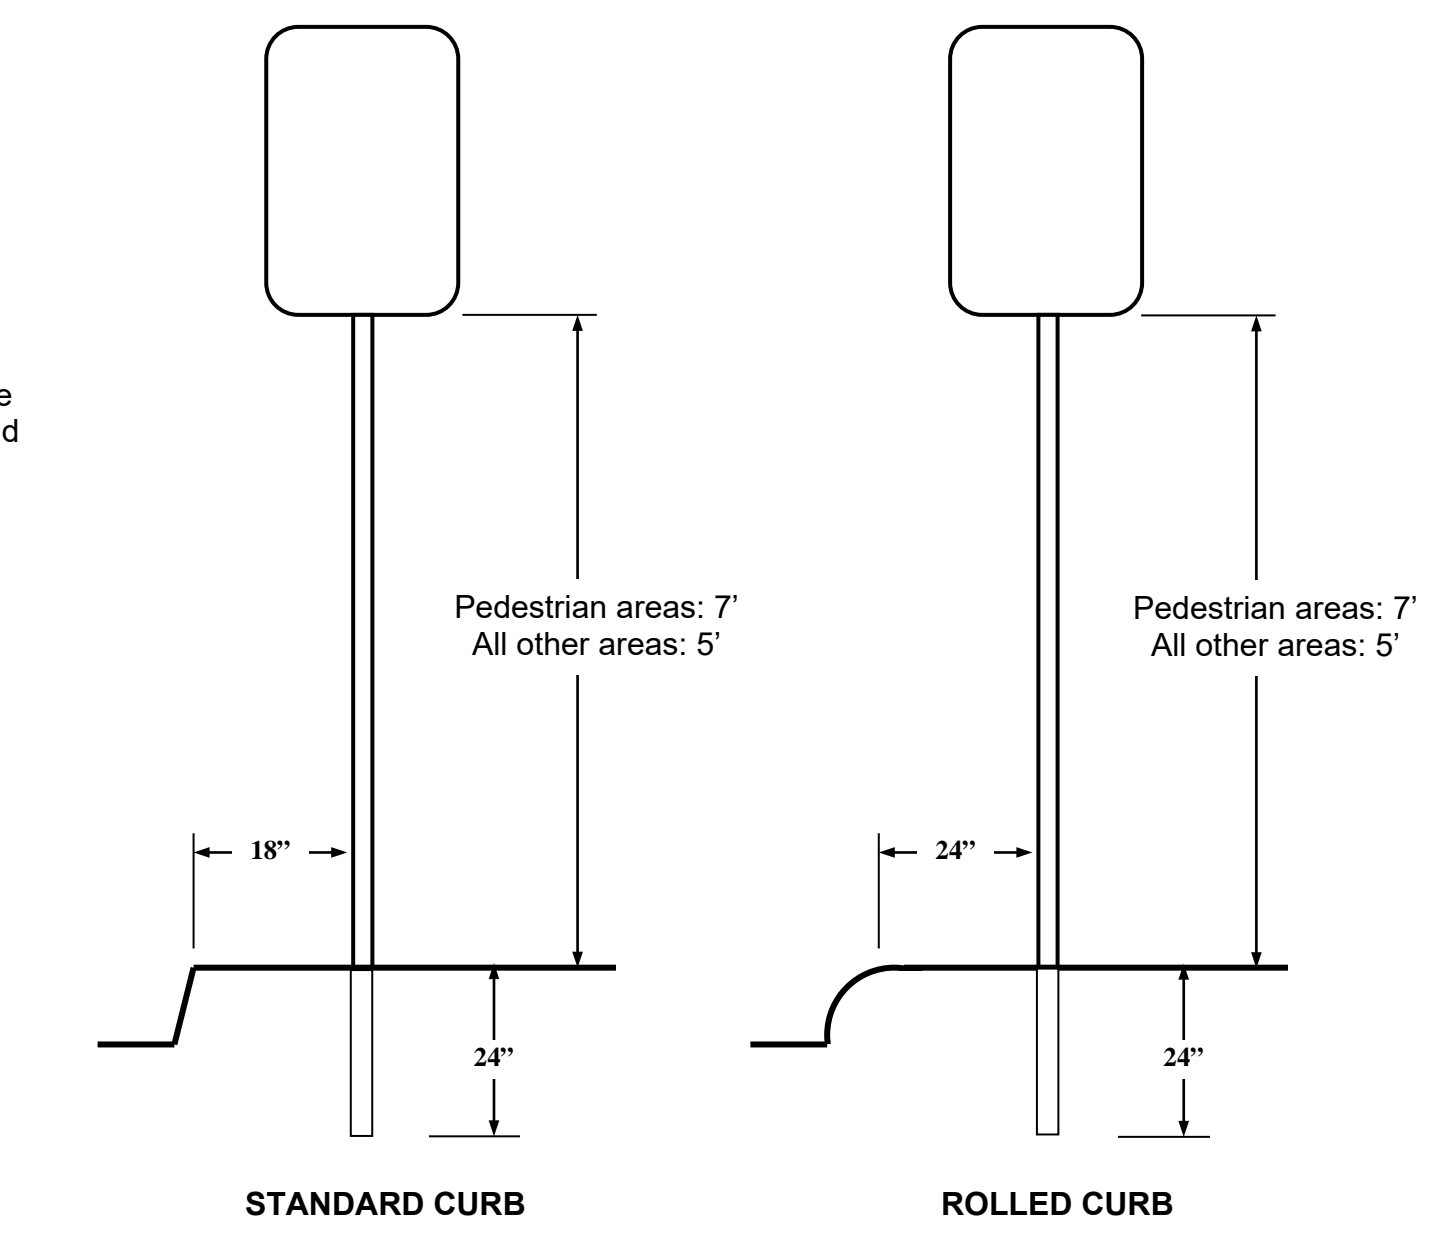 e
d
Pedestrian areas: 7’
All other areas: 5’
Pedestrian areas: 7’
All other areas: 5’
18”
24”
24”
24”
STANDARD CURB
ROLLED CURB